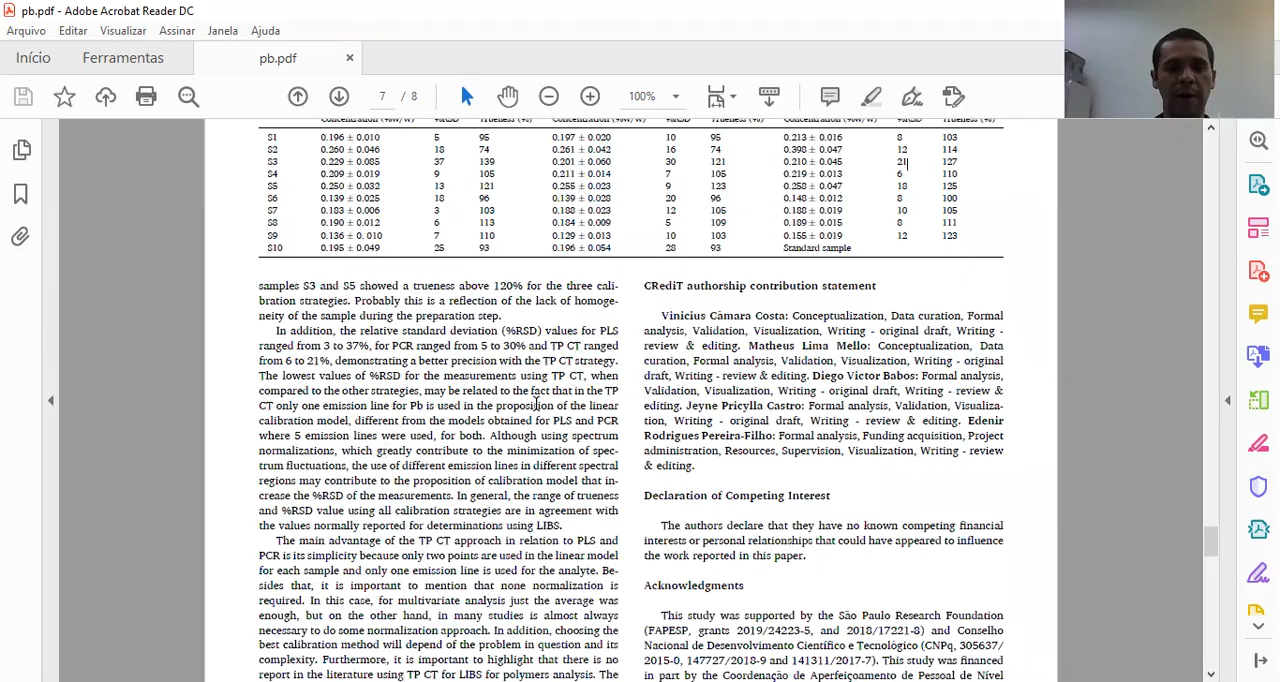 pb.pdf - Adobe Acrobat Reader DC
Arquivo Editar Visualizar Assinar Janela Ajuda
Início Ferramentas pb.pdf ×
7 / 8 100%
Concentration (%w/w) %RSD Trueness (%) Concentration (%w/w) %RSD Trueness (%) Concentration (%w/w) %RSD Trueness (%)
S1 0.196 ± 0.010 5 95 0.197 ± 0.020 10 95 0.213 ± 0.016 8 103
S2 0.260 ± 0.046 18 74 0.261 ± 0.042 16 74 0.398 ± 0.047 12 114
S3 0.229 ± 0.085 37 139 0.201 ± 0.060 30 121 0.210 ± 0.045 21 127
S4 0.209 ± 0.019 9 105 0.211 ± 0.014 7 105 0.219 ± 0.013 6 110
S5 0.250 ± 0.032 13 121 0.255 ± 0.023 9 123 0.258 ± 0.047 18 125
S6 0.139 ± 0.025 18 96 0.139 ± 0.028 20 96 0.148 ± 0.012 8 100
S7 0.183 ± 0.006 3 103 0.188 ± 0.023 12 105 0.188 ± 0.019 10 105
S8 0.190 ± 0.012 6 113 0.184 ± 0.009 5 109 0.189 ± 0.015 8 111
S9 0.136 ± 0. 010 7 110 0.129 ± 0.013 10 103 0.155 ± 0.019 12 123
S10 0.195 ± 0.049 25 93 0.196 ± 0.054 28 93 Standard sample
samples S3 and S5 showed a trueness above 120% for the three cali-
bration strategies. Probably this is a reflection of the lack of homoge-
neity of the sample during the preparation step.
In addition, the relative standard deviation (%RSD) values for PLS
ranged from 3 to 37%, for PCR ranged from 5 to 30% and TP CT ranged
from 6 to 21%, demonstrating a better precision with the TP CT strategy.
The lowest values of %RSD for the measurements using TP CT, when
compared to the other strategies, may be related to the fact that in the TP
CT only one emission line for Pb is used in the proposition of the linear
calibration model, different from the models obtained for PLS and PCR
where 5 emission lines were used, for both. Although using spectrum
normalizations, which greatly contribute to the minimization of spec-
trum fluctuations, the use of different emission lines in different spectral
regions may contribute to the proposition of calibration model that in-
crease the %RSD of the measurements. In general, the range of trueness
and %RSD value using all calibration strategies are in agreement with
the values normally reported for determinations using LIBS.
The main advantage of the TP CT approach in relation to PLS and
PCR is its simplicity because only two points are used in the linear model
for each sample and only one emission line is used for the analyte. Be-
sides that, it is important to mention that none normalization is
required. In this case, for multivariate analysis just the average was
enough, but on the other hand, in many studies is almost always
necessary to do some normalization approach. In addition, choosing the
best calibration method will depend of the problem in question and its
complexity. Furthermore, it is important to highlight that there is no
report in the literature using TP CT for LIBS for polymers analysis. The
CRediT authorship contribution statement
Vinicius Câmara Costa: Conceptualization, Data curation, Formal
analysis, Validation, Visualization, Writing - original draft, Writing -
review & editing. Matheus Lima Mello: Conceptualization, Data
curation, Formal analysis, Validation, Visualization, Writing - original
draft, Writing - review & editing. Diego Victor Babos: Formal analysis,
Validation, Visualization, Writing - original draft, Writing - review &
editing. Jeyne Pricylla Castro: Formal analysis, Validation, Visualiza-
tion, Writing - original draft, Writing - review & editing. Edenir
Rodrigues Pereira-Filho: Formal analysis, Funding acquisition, Project
administration, Resources, Supervision, Visualization, Writing - review
& editing.
Declaration of Competing Interest
The authors declare that they have no known competing financial
interests or personal relationships that could have appeared to influence
the work reported in this paper.
Acknowledgments
This study was supported by the São Paulo Research Foundation
(FAPESP, grants 2019/24223-5, and 2018/17221-8) and Conselho
Nacional de Desenvolvimento Científico e Tecnológico (CNPq, 305637/
2015-0, 147727/2018-9 and 141311/2017-7). This study was financed
in part by the Coordenação de Aperfeiçoamento de Pessoal de Nível